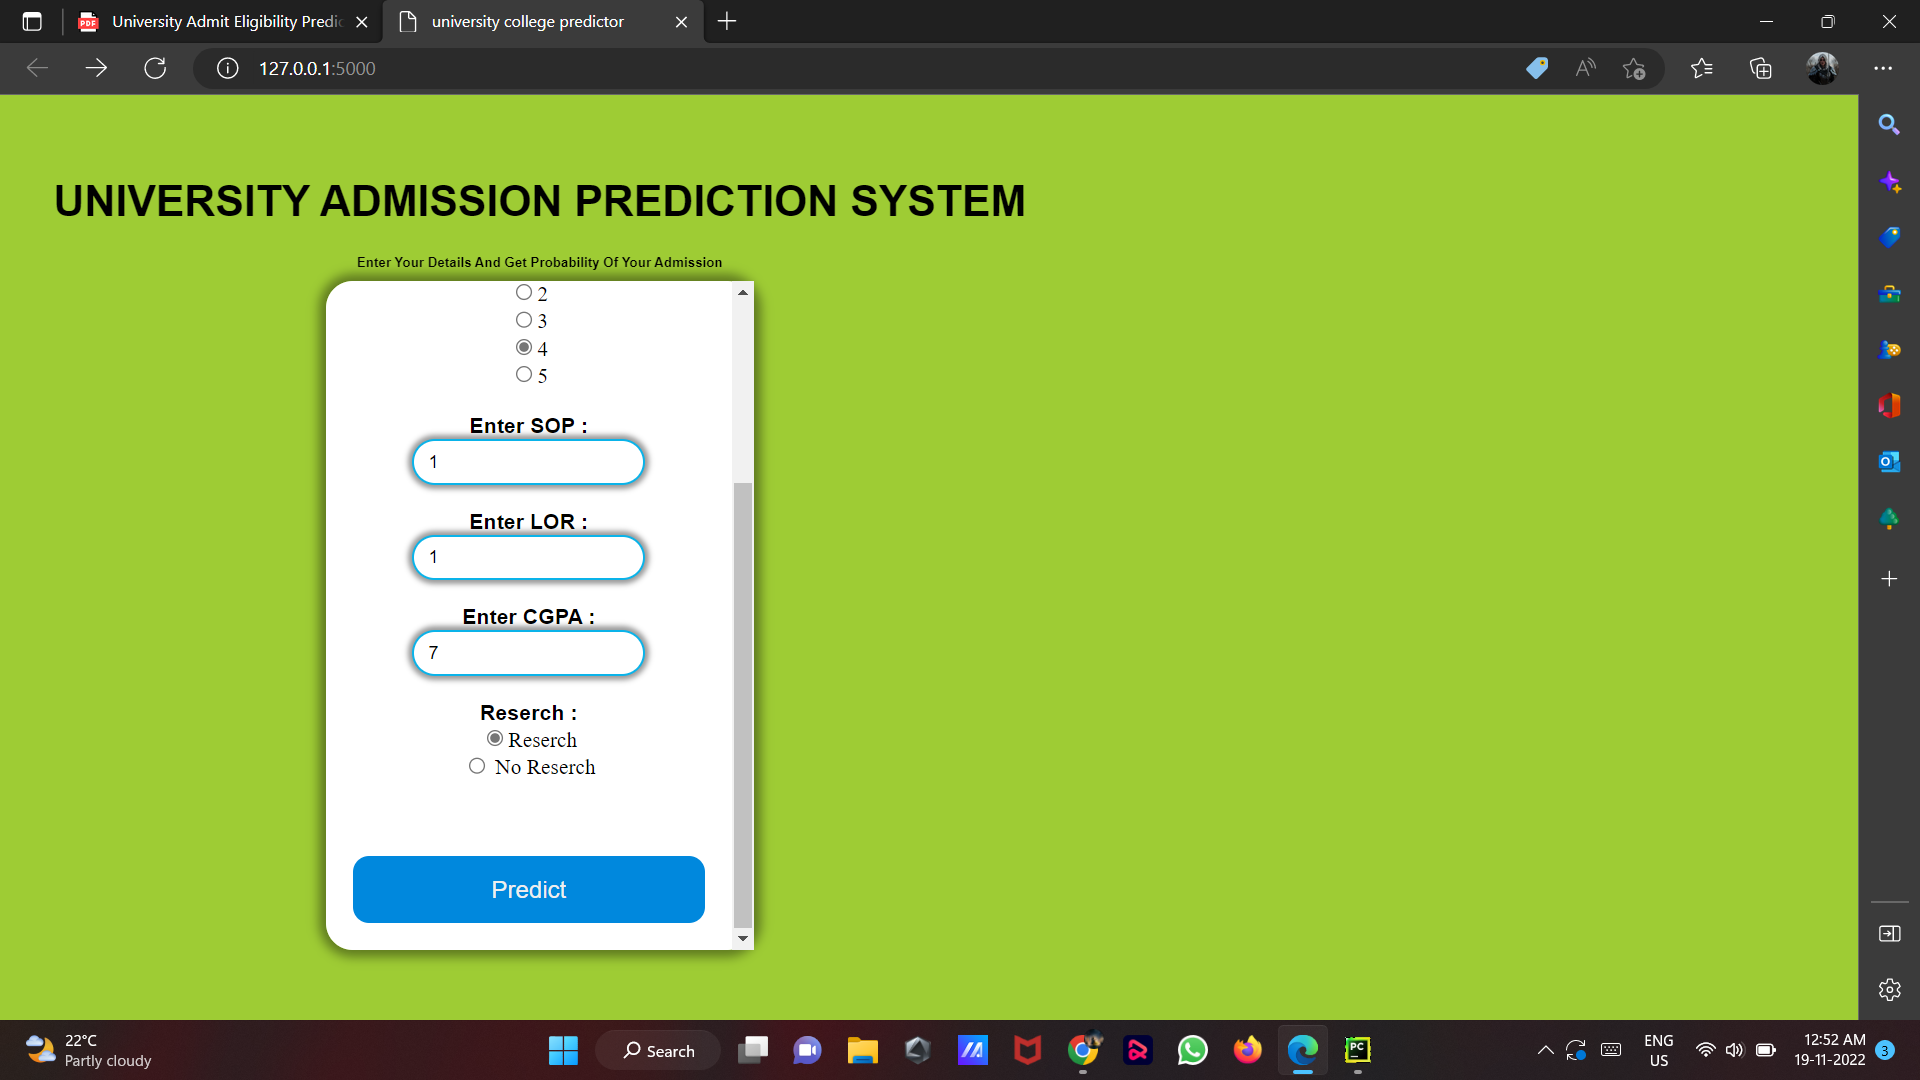 University Admit Eligibility Predic
university college predictor
127.0.0.1:5000
UNIVERSITY ADMISSION PREDICTION SYSTEM
Enter Your Details And Get Probability Of Your Admission
2
3
4
5
Enter SOP :
1
Enter LOR :
1
Enter CGPA :
7
Reserch :
Reserch
No Reserch
Predict
22°C
Partly cloudy
Search
ENG
US
12:52 AM
19-11-2022
3